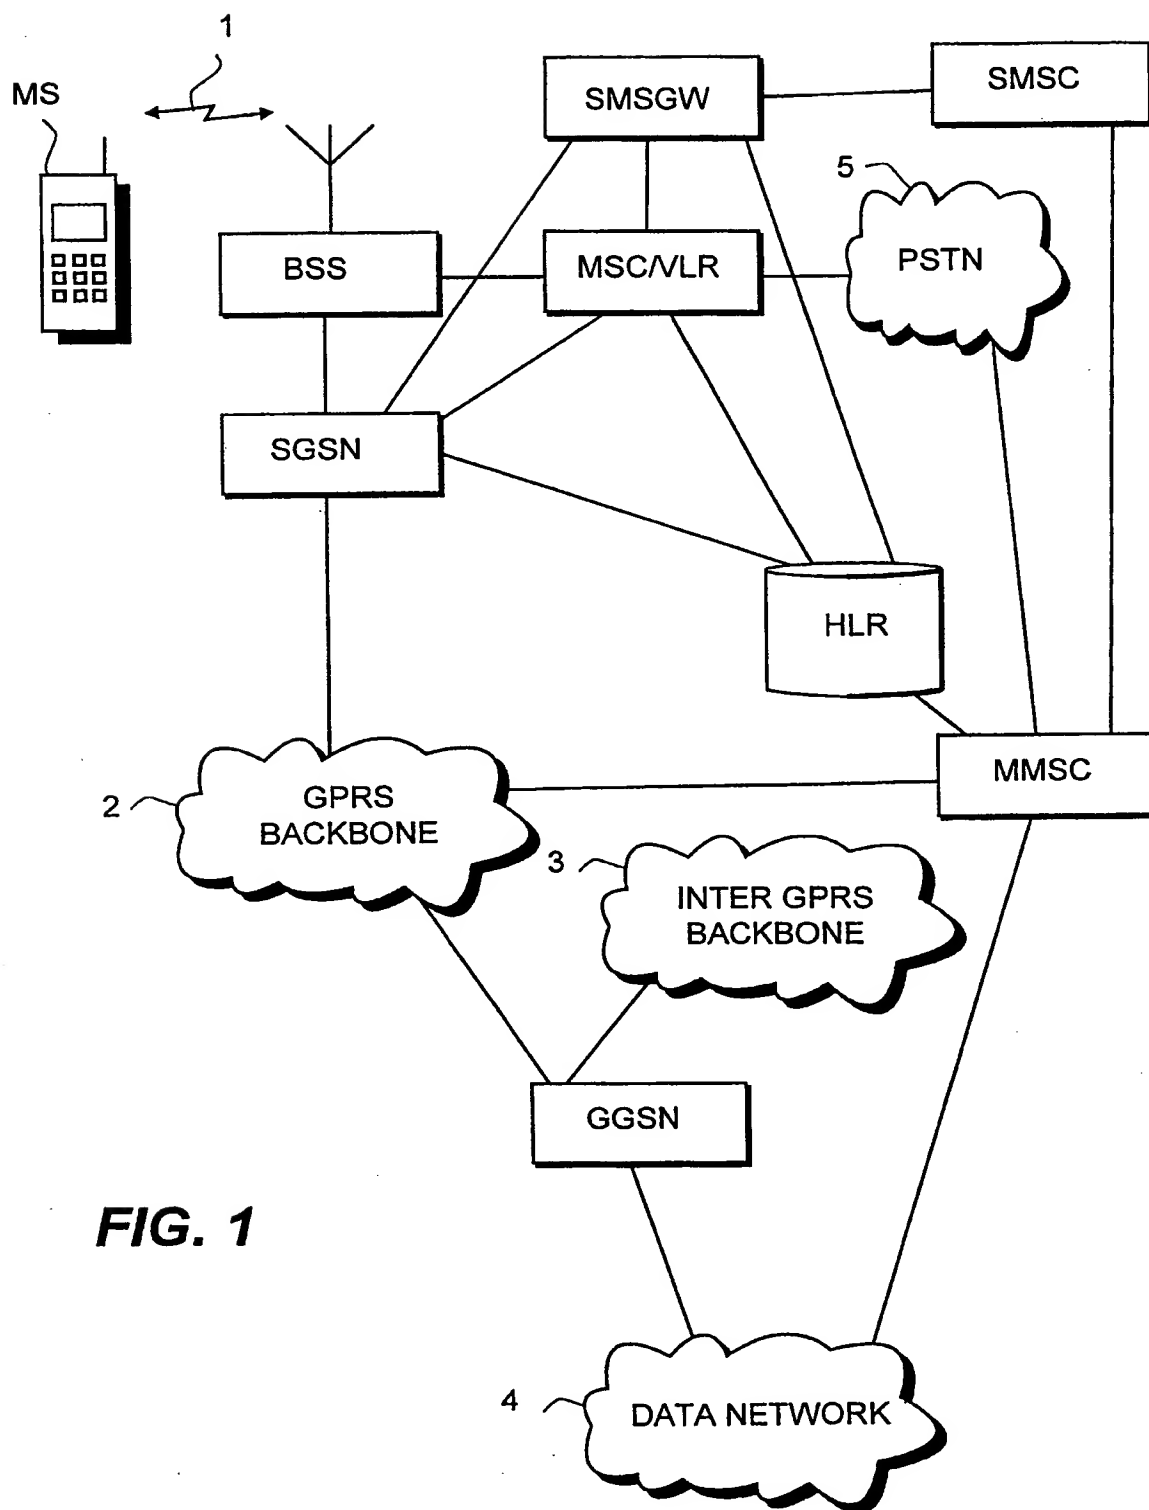 1
MS
SMSGW
SMSC
5
BSS
MSC/VLR
PSTN
SGSN
HLR
MMSC
2
GPRS
BACKBONE
3
INTER GPRS
BACKBONE
GGSN
FIG. 1
4
DATA NETWORK